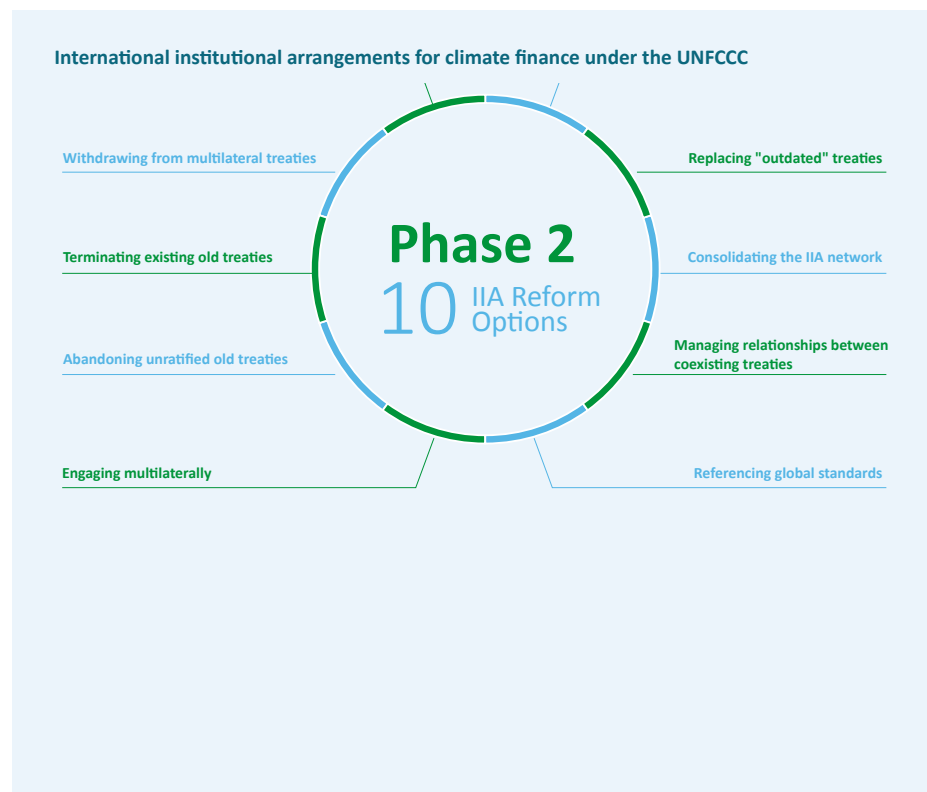 International institutional arrangements for climate finance under the UNFCCC
Withdrawing from multilateral treaties
Replacing "outdated" treaties
Terminating existing old treaties
Consolidating the IIA network
Phase 2
10 IIA Reform
Options
Abandoning unratified old treaties
Managing relationships between
coexisting treaties
Engaging multilaterally
Referencing global standards